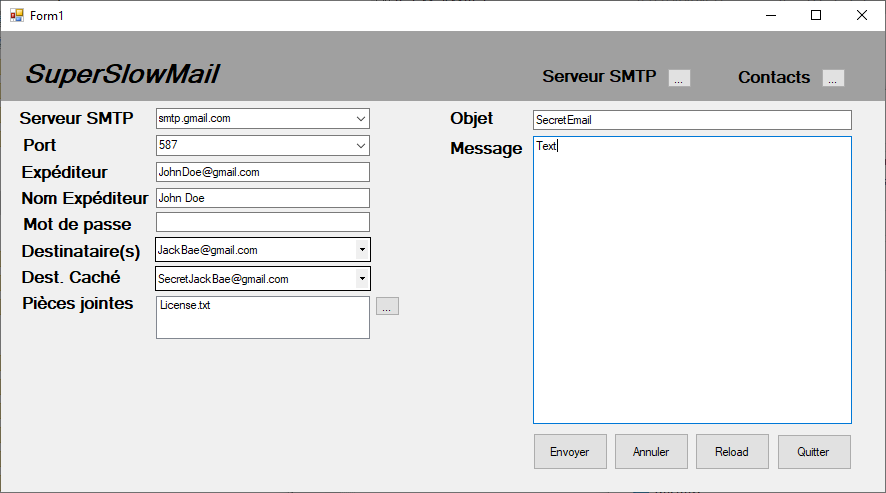 Form1
SuperSlowMail
Serveur SMTP ...
Contacts ...
Serveur SMTP smtp.gmail.com
Port 587
Expéditeur JohnDoe@gmail.com
Nom Expéditeur John Doe
Mot de passe
Destinataire(s) JackBae@gmail.com
Dest. Caché SecretJackBae@gmail.com
Pièces jointes License.txt ...
Objet SecretEmail
Message Text
Envoyer Annuler Reload Quitter